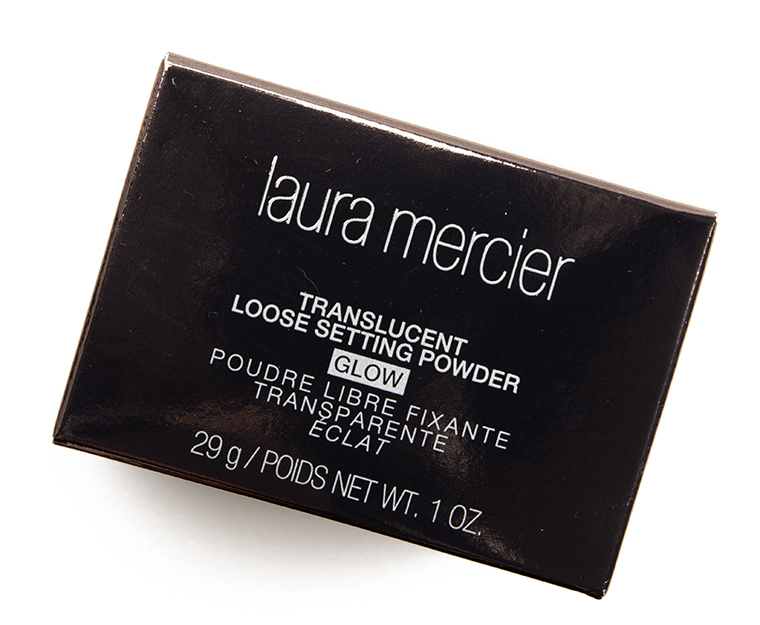 laura mercier
TRANSLUCENT
LOOSE SETTING POWDER
GLOW
POUDRE LIBRE FIXANTE
TRANSPARENTE
ÉCLAT
29 g / POIDS NET WT. 1 OZ.